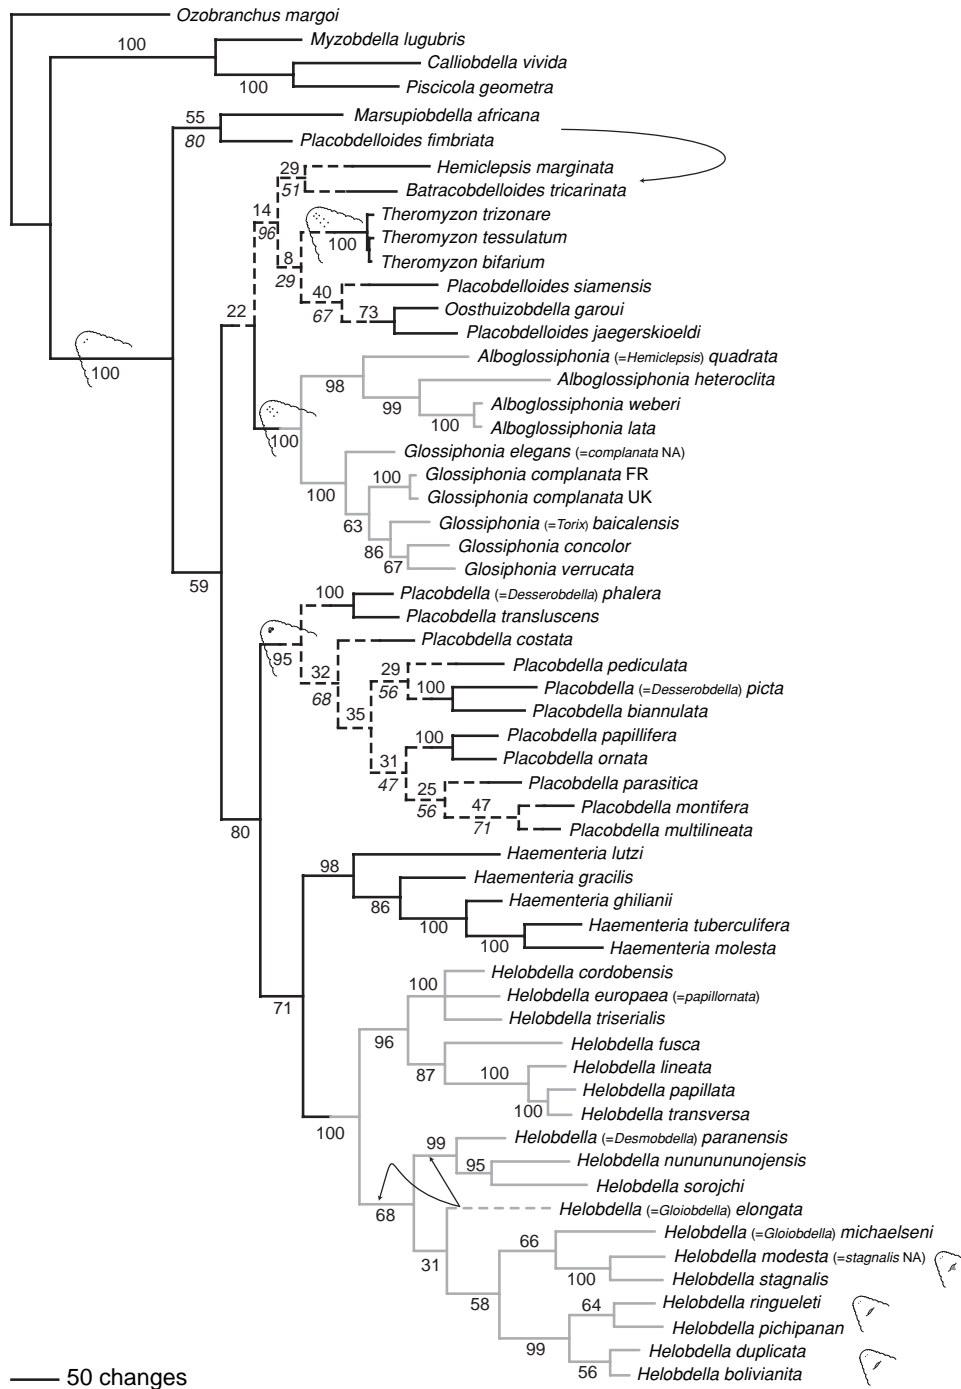 Ozobranchus margoi
Myzobdella lugubris
100
Calliobdella vivida
100
Piscicola geometra
Marsupiobdella africana
55
80
Placobdelloides fimbriata
Hemiclepsis marginata
29
51
Batracobdelloides tricarinata
14
96
Theromyzon trizonare
100
Theromyzon tessulatum
8
29
Theromyzon bifarium
Placobdelloides siamensis
40
67
22
73
Oosthuizobdella garoui
Placobdelloides jaegerskioeldi
100
Alboglossiphonia (=Hemiclepsis) quadrata
98
Alboglossiphonia heteroclita
99
Alboglossiphonia weberi
100
Alboglossiphonia lata
100
Glossiphonia elegans (=complanata NA)
100
100
Glossiphonia complanata FR
Glossiphonia complanata UK
63
Glossiphonia (=Torix) baicalensis
86
Glossiphonia concolor
67
Glosiphonia verrucata
59
100
Placobdella (=Desserobdella) phalera
Placobdella transluscens
95
Placobdella costata
32
68
29
56
Placobdella pediculata
100
Placobdella (=Desserobdella) picta
35
Placobdella biannulata
100
Placobdella papillifera
31
47
Placobdella ornata
25
56
Placobdella parasitica
47
71
Placobdella montifera
80
Placobdella multilineata
98
Haementeria lutzi
86
Haementeria gracilis
Haementeria ghilianii
100
Haementeria tuberculifera
100
Haementeria molesta
71
100
Helobdella cordobensis
Helobdella europaea (=papillornata)
Helobdella triserialis
96
Helobdella fusca
87
100
Helobdella lineata
Helobdella papillata
100
Helobdella transversa
100
99
Helobdella (=Desmobdella) paranensis
95
Helobdella nunununununojensis
Helobdella sorojchi
68
Helobdella (=Gloiobdella) elongata
31
66
Helobdella (=Gloiobdella) michaelseni
Helobdella modesta (=stagnalis NA)
100
Helobdella stagnalis
58
64
Helobdella ringueleti
Helobdella pichipanan
99
Helobdella duplicata
56
Helobdella bolivianita
50 changes